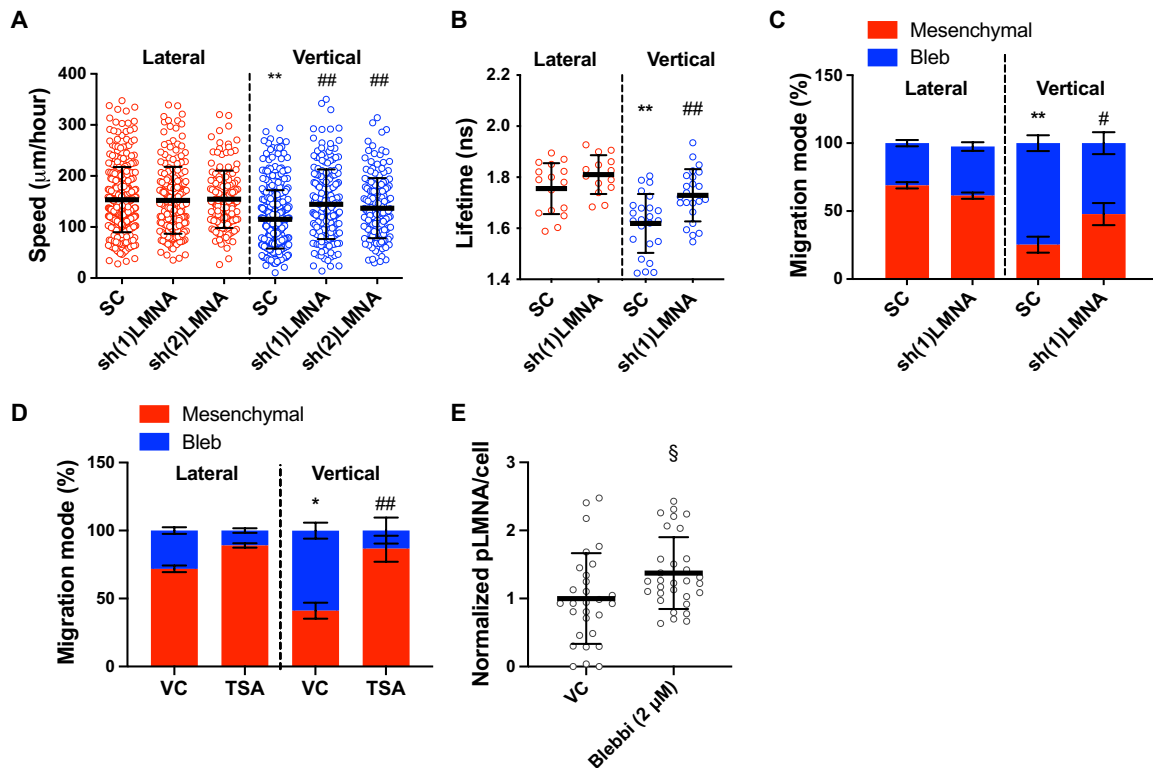 A
Lateral Vertical
Speed (μm/hour)
400
300
200
100
0
** ## ##
SC sh(1)LMNA sh(2)LMNA SC sh(1)LMNA sh(2)LMNA
B
Lateral Vertical
Lifetime (ns)
2.2
2.0
1.8
1.6
1.4
** ##
SC sh(1)LMNA SC sh(1)LMNA
C
Mesenchymal
Bleb
Lateral Vertical
Migration mode (%)
150
100
50
0
** #
SC sh(1)LMNA SC sh(1)LMNA
D
Mesenchymal
Bleb
Lateral Vertical
Migration mode (%)
150
100
50
0
* ##
VC TSA VC TSA
E
Normalized pLMNA/cell
3
2
1
0
§
VC Blebbi (2 μM)